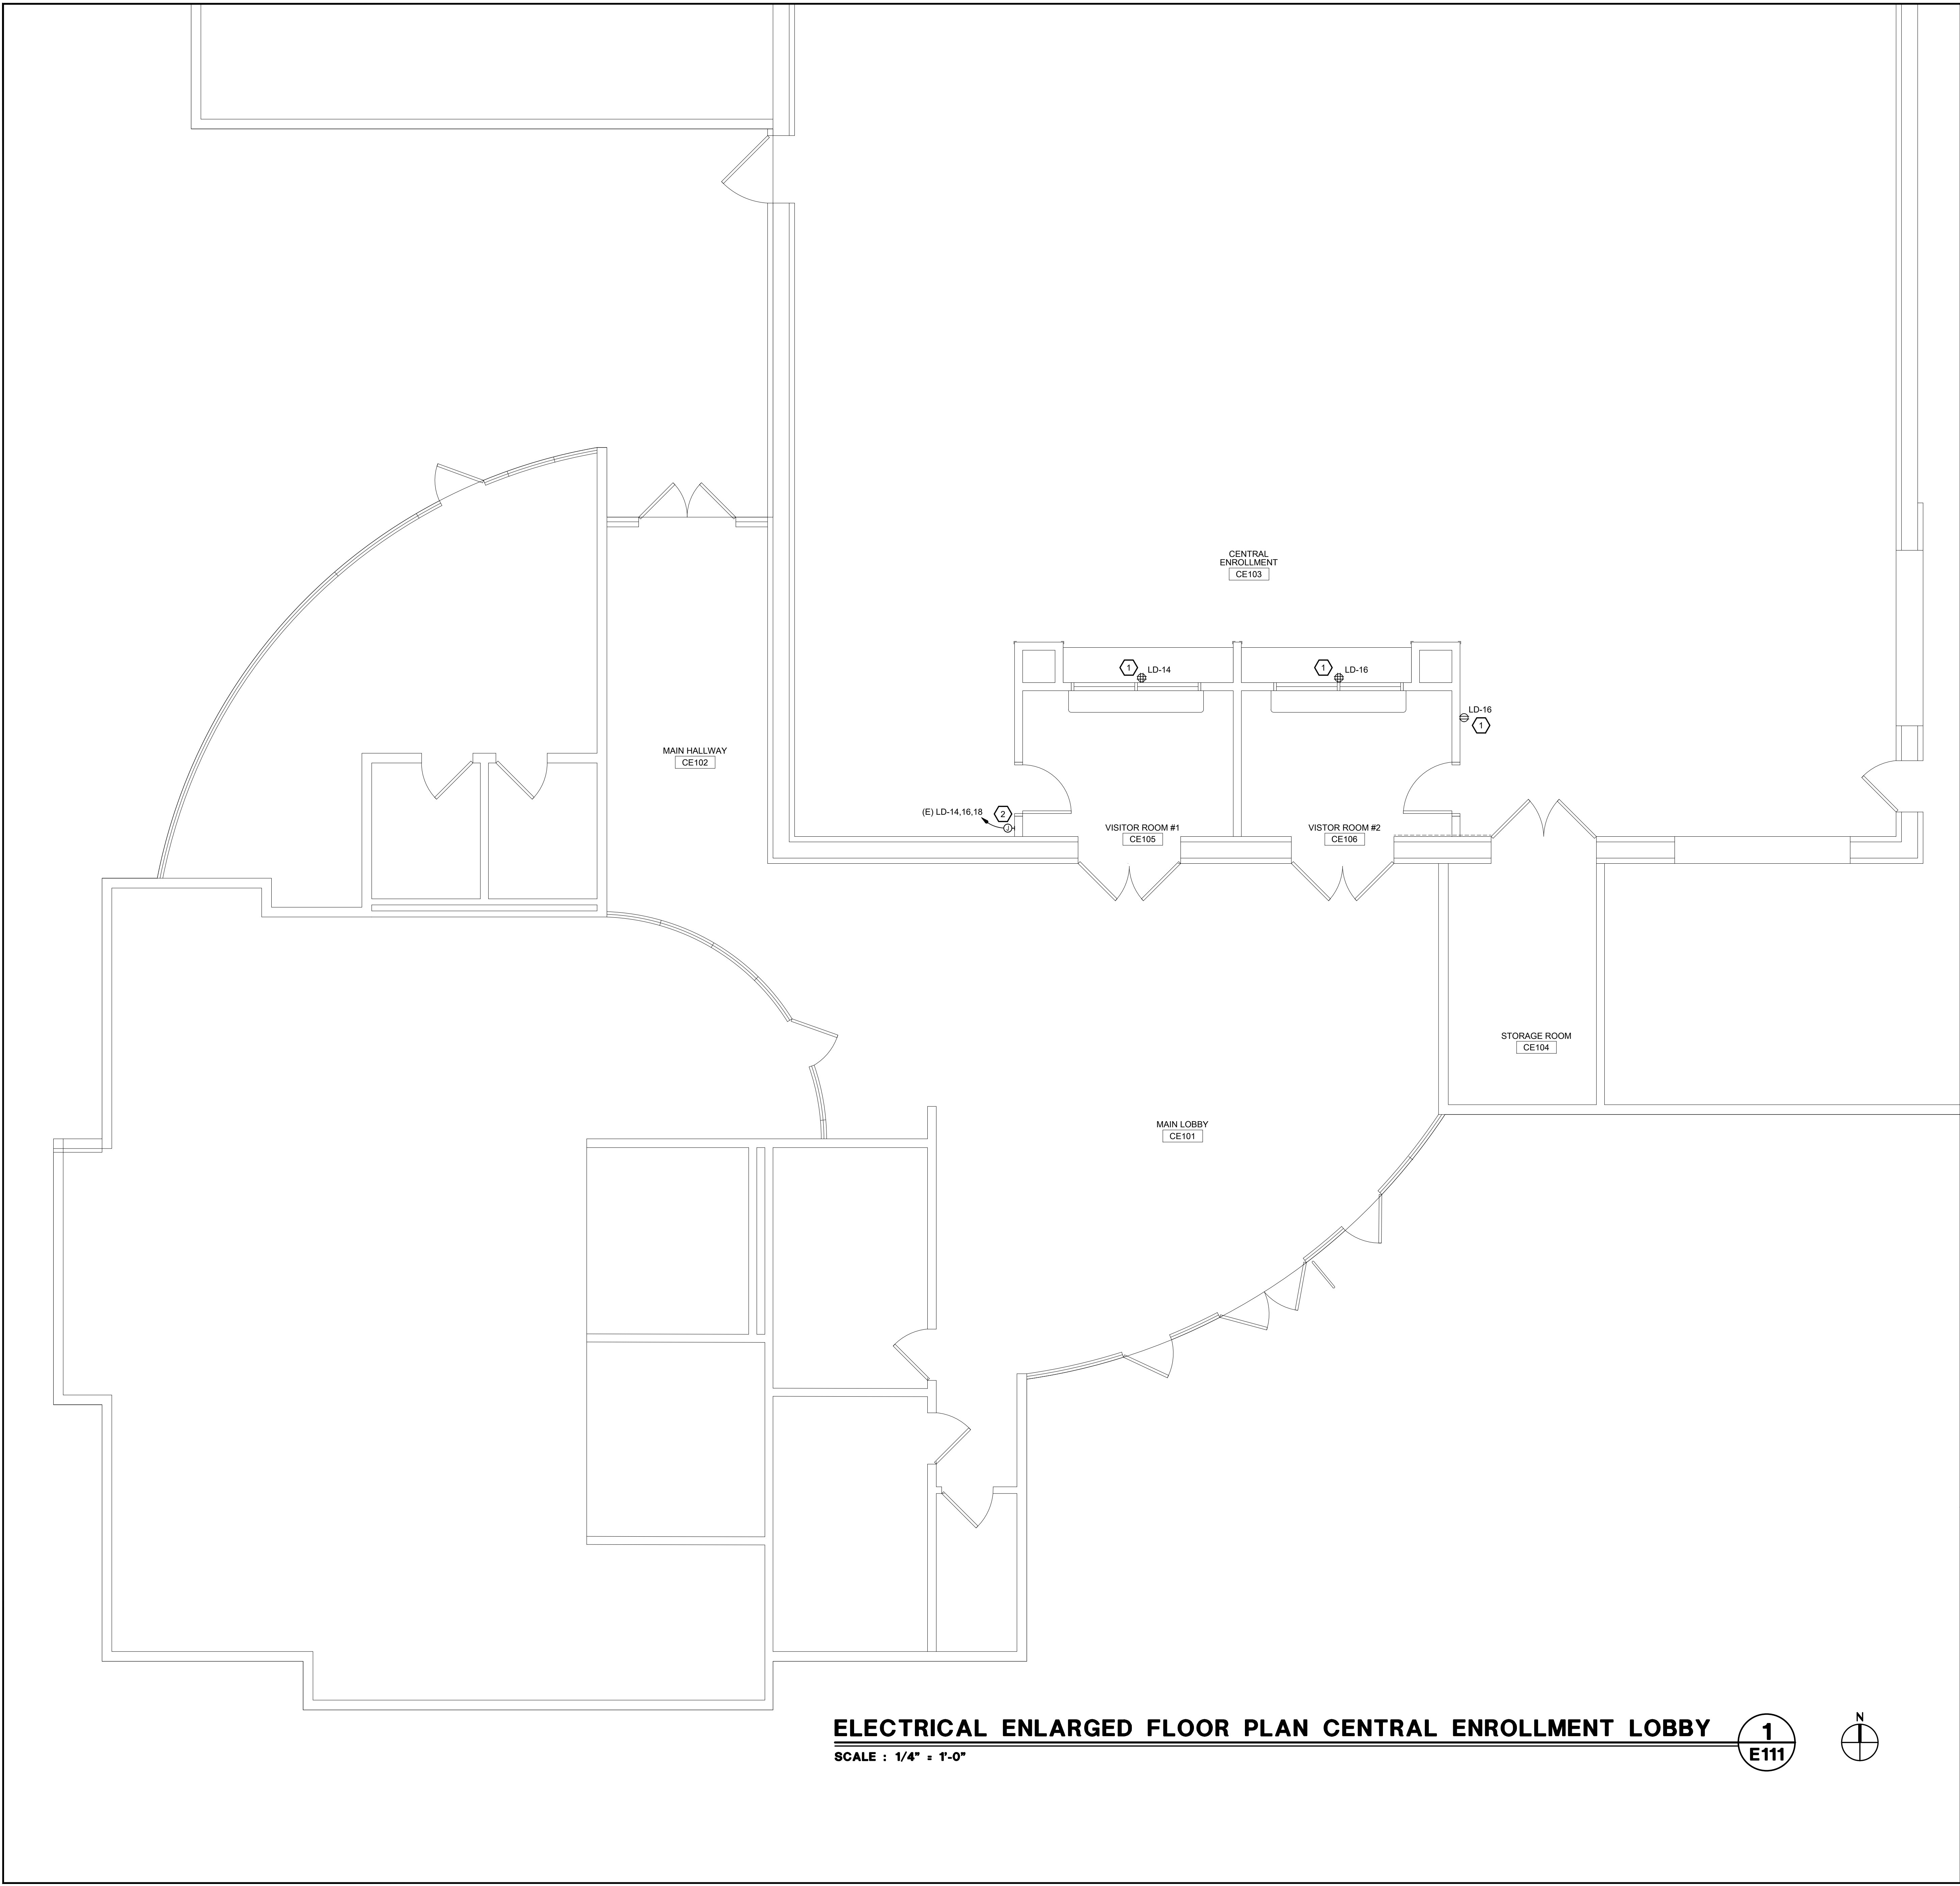 CENTRAL
ENROLLMENT
CE103
1
LD-14
1
LD-16
LD-16
1
MAIN HALLWAY
CE102
(E) LD-14,16,18
2
J
VISITOR ROOM #1
CE105
VISTOR ROOM #2
CE106
STORAGE ROOM
CE104
MAIN LOBBY
CE101
ELECTRICAL ENLARGED FLOOR PLAN CENTRAL ENROLLMENT LOBBY
SCALE : 1/4" = 1'-0"
1
E111
N